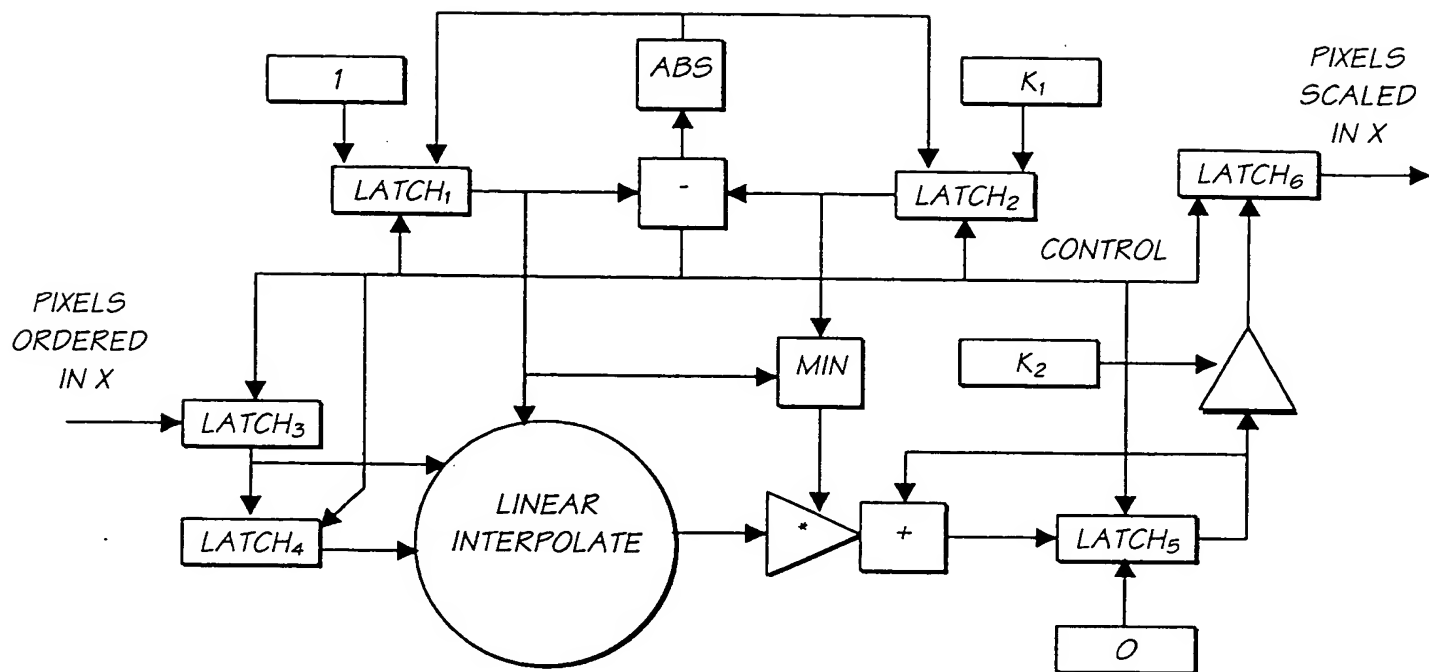 ABS
1
K₁
PIXELS
SCALED
IN X
LATCH₁
-
LATCH₂
LATCH₆
CONTROL
PIXELS
ORDERED
IN X
MIN
K₂
LATCH₃
LINEAR
INTERPOLATE
*
+
LATCH₄
LATCH₅
0